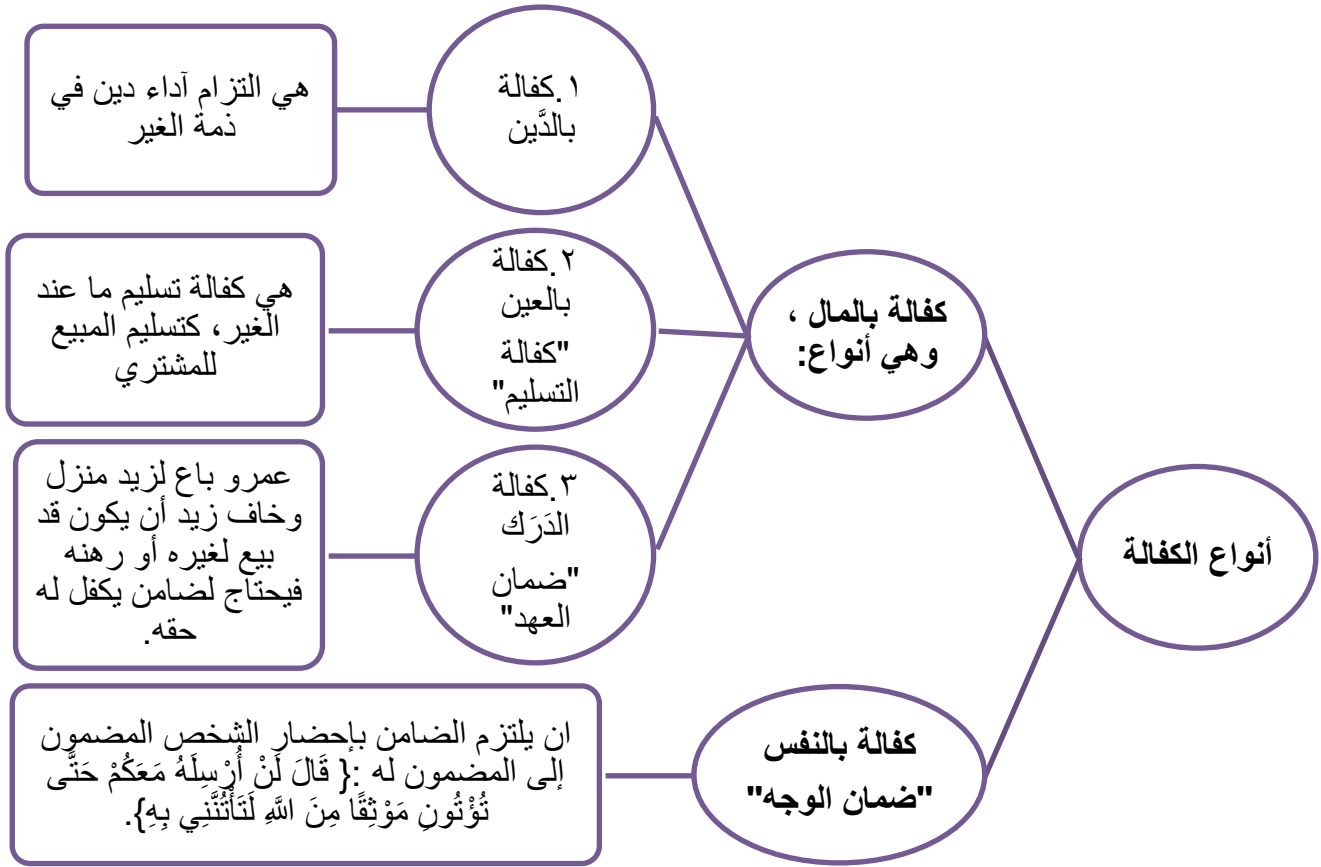 أنواع الكفالة
كفالة بالمال ،
وهي أنواع:
١.كفالة
بالدَّين
هي التزام آداء دين في
ذمة الغير
٢.كفالة
بالعين
"كفالة
التسليم"
هي كفالة تسليم ما عند
الغير، كتسليم المبيع
للمشتري
٣.كفالة
الدَرَك
"ضمان
العهد"
عمرو باع لزيد منزل
وخاف زيد أن يكون قد
بيع لغيره أو رهنه
فيحتاج لضامن يكفل له
حقه.
كفالة بالنفس
"ضمان الوجه"
ان يلتزم الضامن بإحضار الشخص المضمون
إلى المضمون له :{ قَالَ لَنْ أُرْسِلَهُ مَعَكُمْ حَتَّى
تُؤْتُونِ مَوْثِقًا مِنَ اللَّهِ لَتَأْتُنَّنِي بِهِ}.